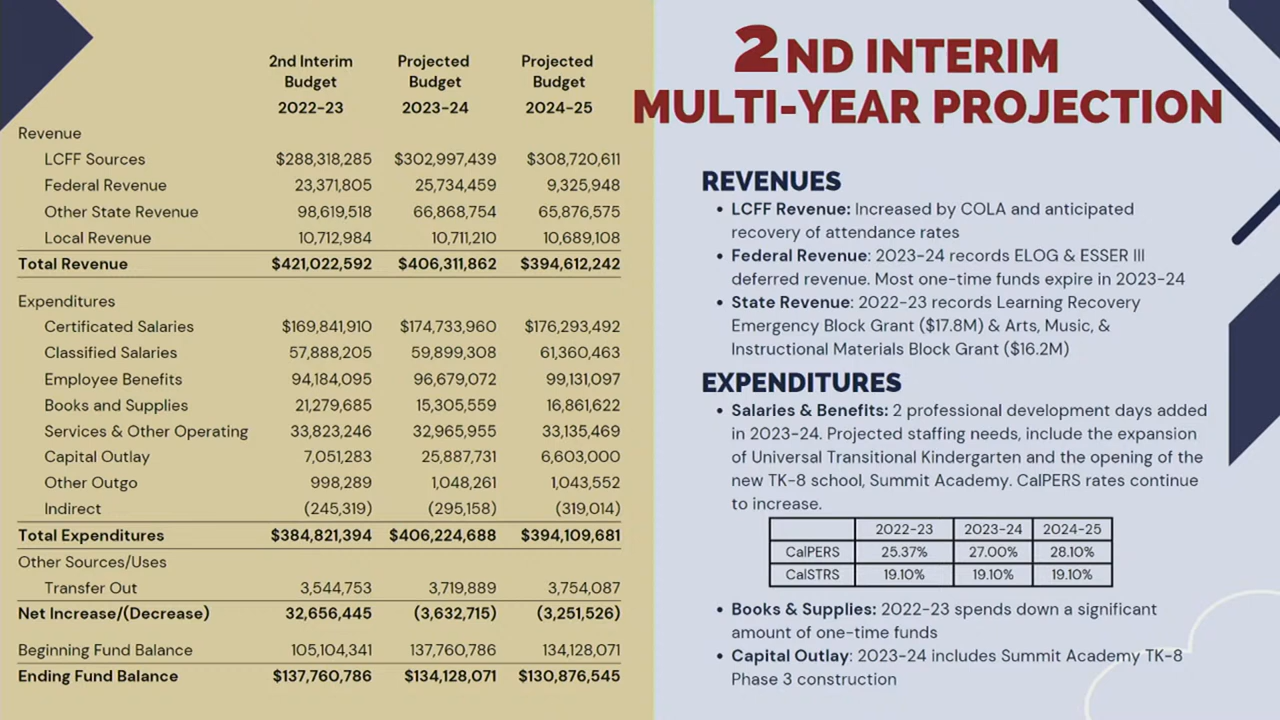 2nd Interim Projected Projected
Budget Budget Budget
2022-23 2023-24 2024-25
Revenue
LCFF Sources $288,318,285 $302,997,439 $308,720,611
Federal Revenue 23,371,805 25,734,459 9,325,948
Other State Revenue 98,619,518 66,868,754 65,876,575
Local Revenue 10,712,984 10,711,210 10,689,108
Total Revenue $421,022,592 $406,311,862 $394,612,242
Expenditures
Certificated Salaries $169,841,910 $174,733,960 $176,293,492
Classified Salaries 57,888,205 59,899,308 61,360,463
Employee Benefits 94,184,095 96,679,072 99,131,097
Books and Supplies 21,279,685 15,305,559 16,861,622
Services & Other Operating 33,823,246 32,965,955 33,135,469
Capital Outlay 7,051,283 25,887,731 6,603,000
Other Outgo 998,289 1,048,261 1,043,552
Indirect (245,319) (295,158) (319,014)
Total Expenditures $384,821,394 $406,224,688 $394,109,681
Other Sources/Uses
Transfer Out 3,544,753 3,719,889 3,754,087
Net Increase/(Decrease) 32,656,445 (3,632,715) (3,251,526)
Beginning Fund Balance 105,104,341 137,760,786 134,128,071
Ending Fund Balance $137,760,786 $134,128,071 $130,876,545
2ND INTERIM
MULTI-YEAR PROJECTION
REVENUES
• LCFF Revenue: Increased by COLA and anticipated
recovery of attendance rates
• Federal Revenue: 2023-24 records ELOG & ESSER III
deferred revenue. Most one-time funds expire in 2023-24
• State Revenue: 2022-23 records Learning Recovery
Emergency Block Grant ($17.8M) & Arts, Music, &
Instructional Materials Block Grant ($16.2M)
EXPENDITURES
• Salaries & Benefits: 2 professional development days added
in 2023-24. Projected staffing needs, include the expansion
of Universal Transitional Kindergarten and the opening of the
new TK-8 school, Summit Academy. CalPERS rates continue
to increase.
2022-23 2023-24 2024-25
CalPERS 25.37% 27.00% 28.10%
CalSTRS 19.10% 19.10% 19.10%
• Books & Supplies: 2022-23 spends down a significant
amount of one-time funds
• Capital Outlay: 2023-24 includes Summit Academy TK-8
Phase 3 construction